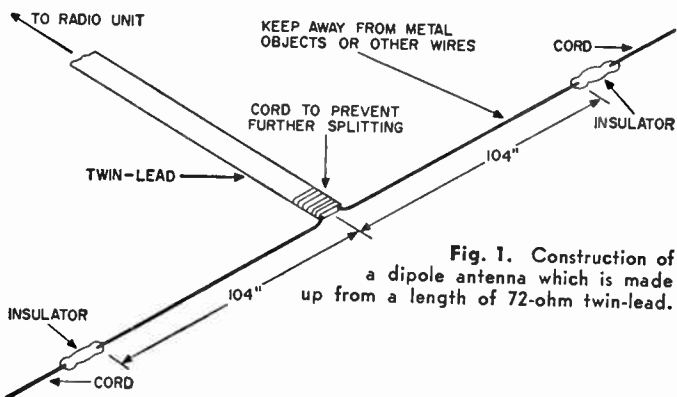 TO RADIO UNIT
KEEP AWAY FROM METAL
OBJECTS OR OTHER WIRES
CORD
CORD TO PREVENT
FURTHER SPLITTING
INSULATOR
TWIN-LEAD
104"
Fig. 1. Construction of
a dipole antenna which is made
up from a length of 72-ohm twin-lead.
104"
INSULATOR
CORD